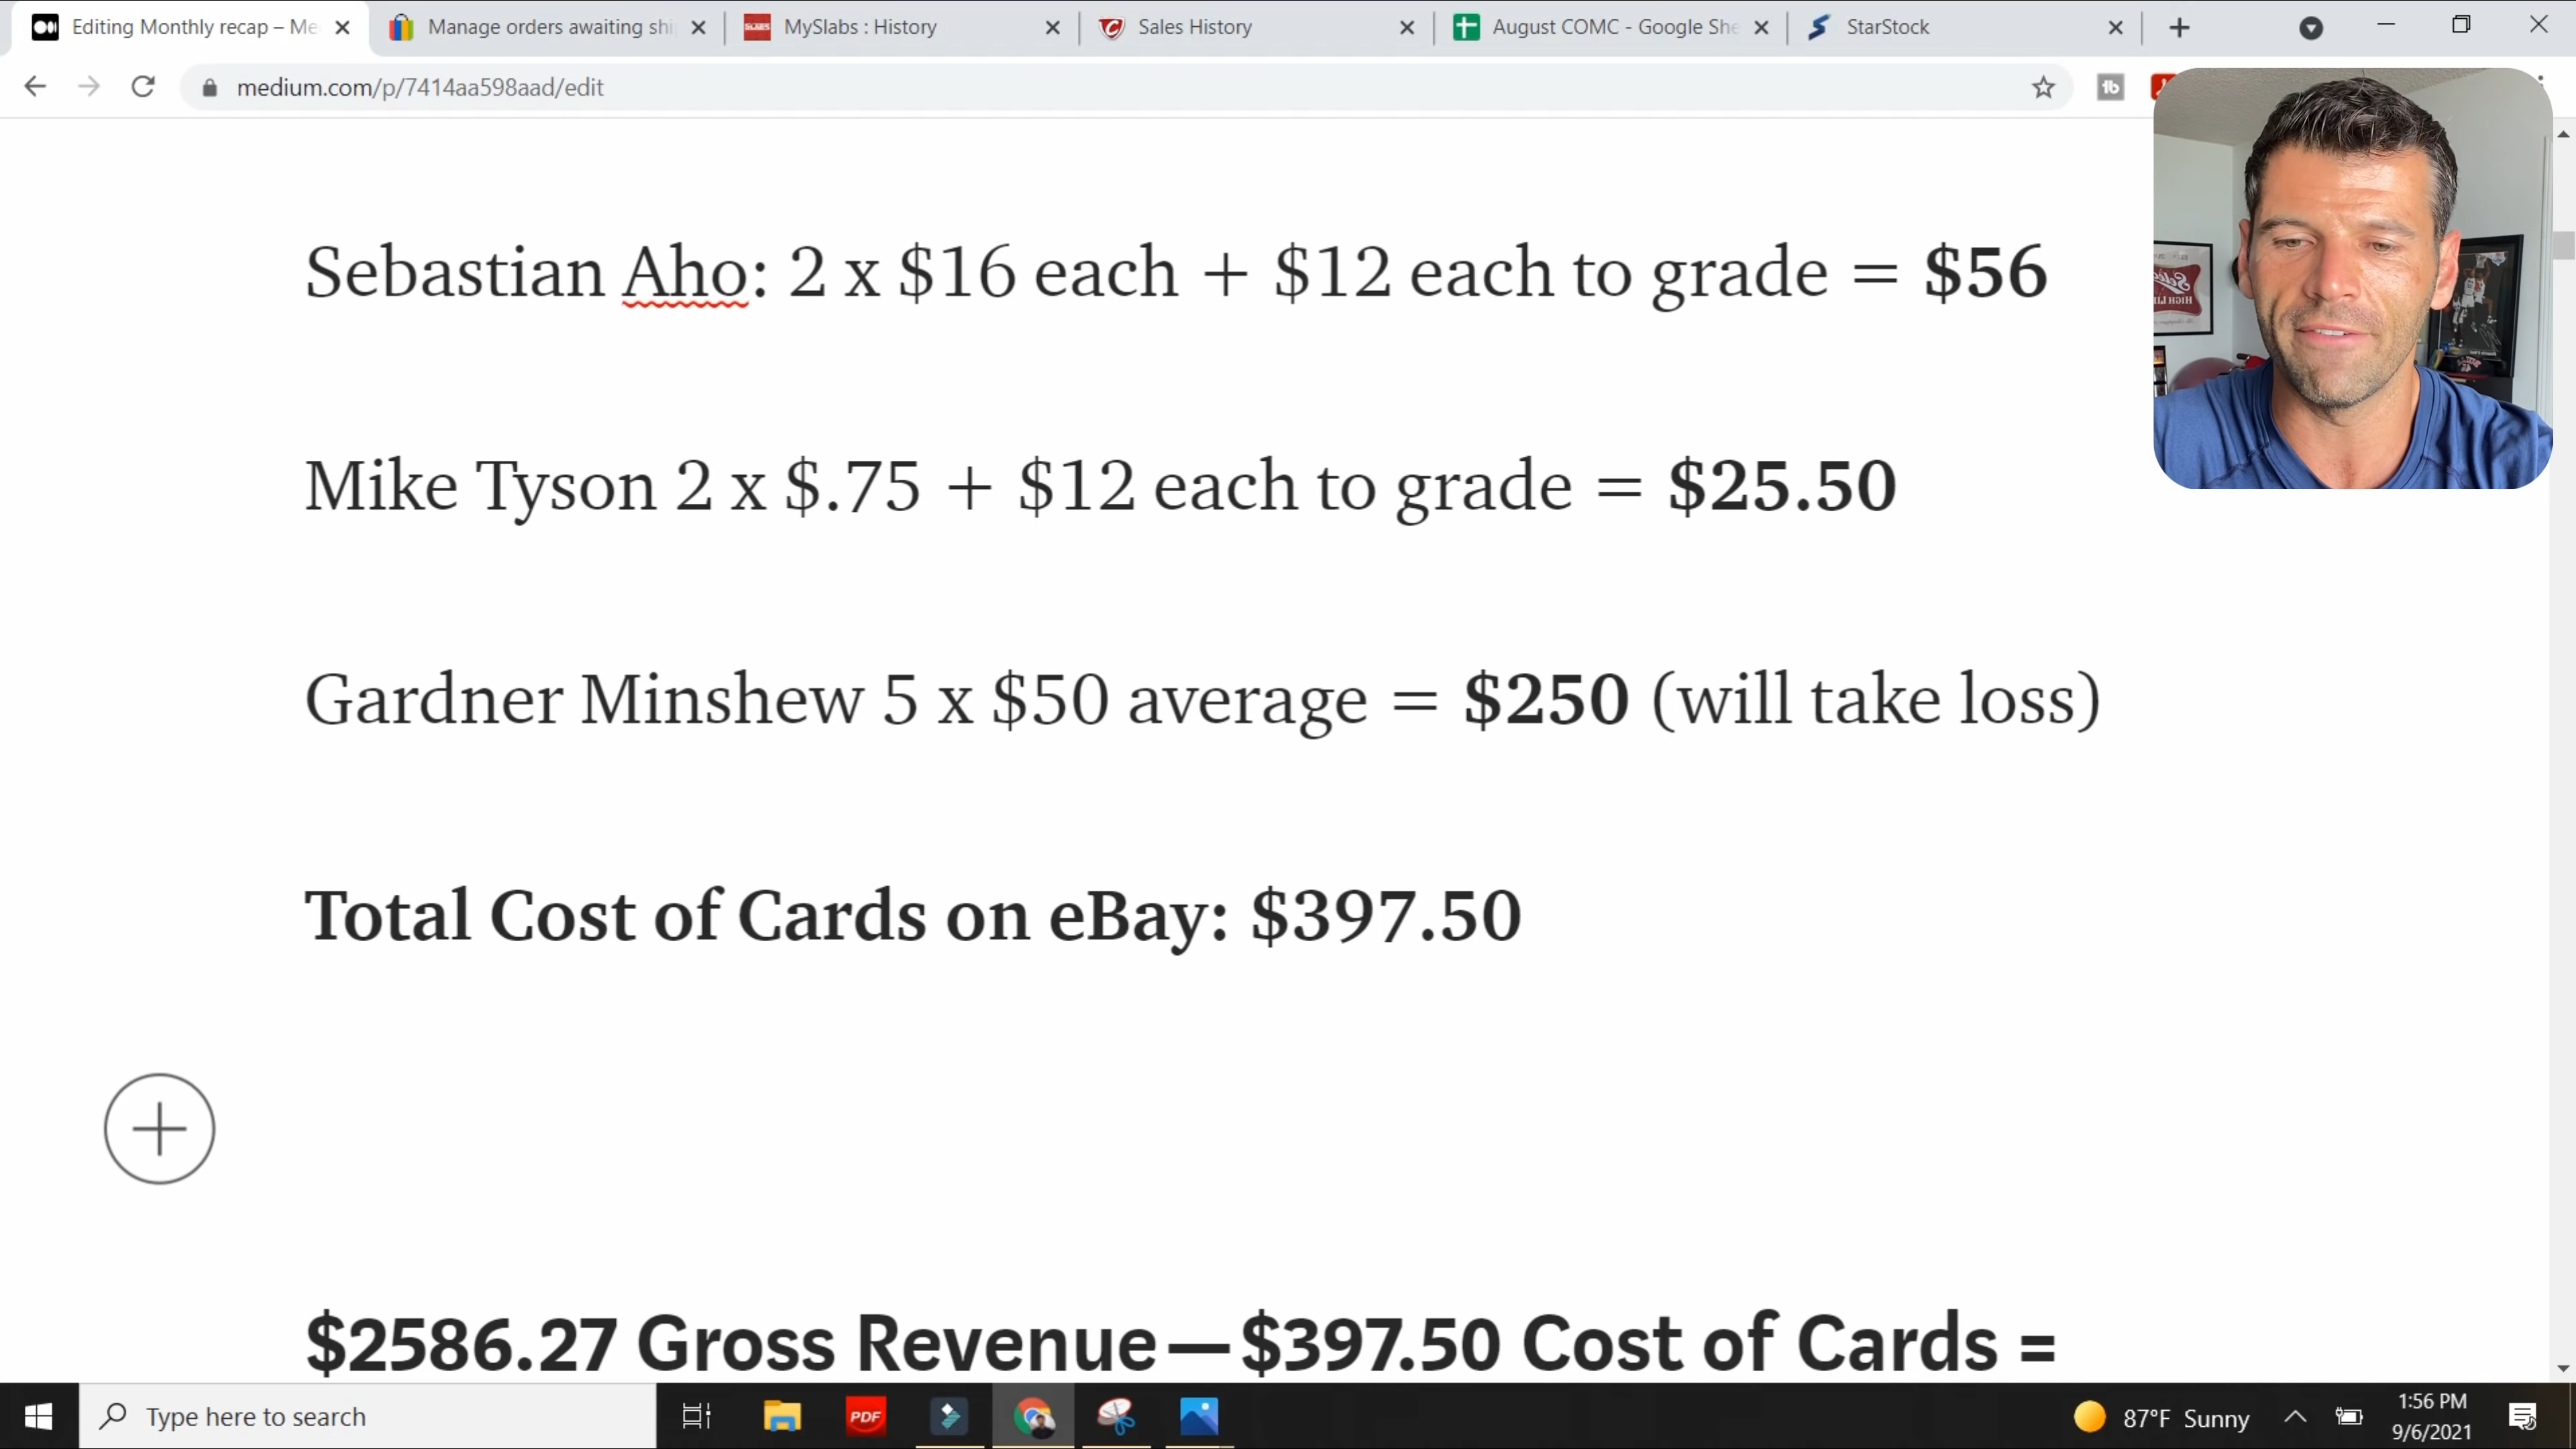 Editing Monthly recap – Me
Manage orders awaiting shi
MySlabs : History
Sales History
August COMC - Google She
StarStock
medium.com/p/7414aa598aad/edit
Sebastian Aho: 2 x $16 each + $12 each to grade = $56
Mike Tyson 2 x $.75 + $12 each to grade = $25.50
Gardner Minshew 5 x $50 average = $250 (will take loss)
Total Cost of Cards on eBay: $397.50
$2586.27 Gross Revenue — $397.50 Cost of Cards =
Type here to search
PDF
87°F Sunny
1:56 PM
9/6/2021